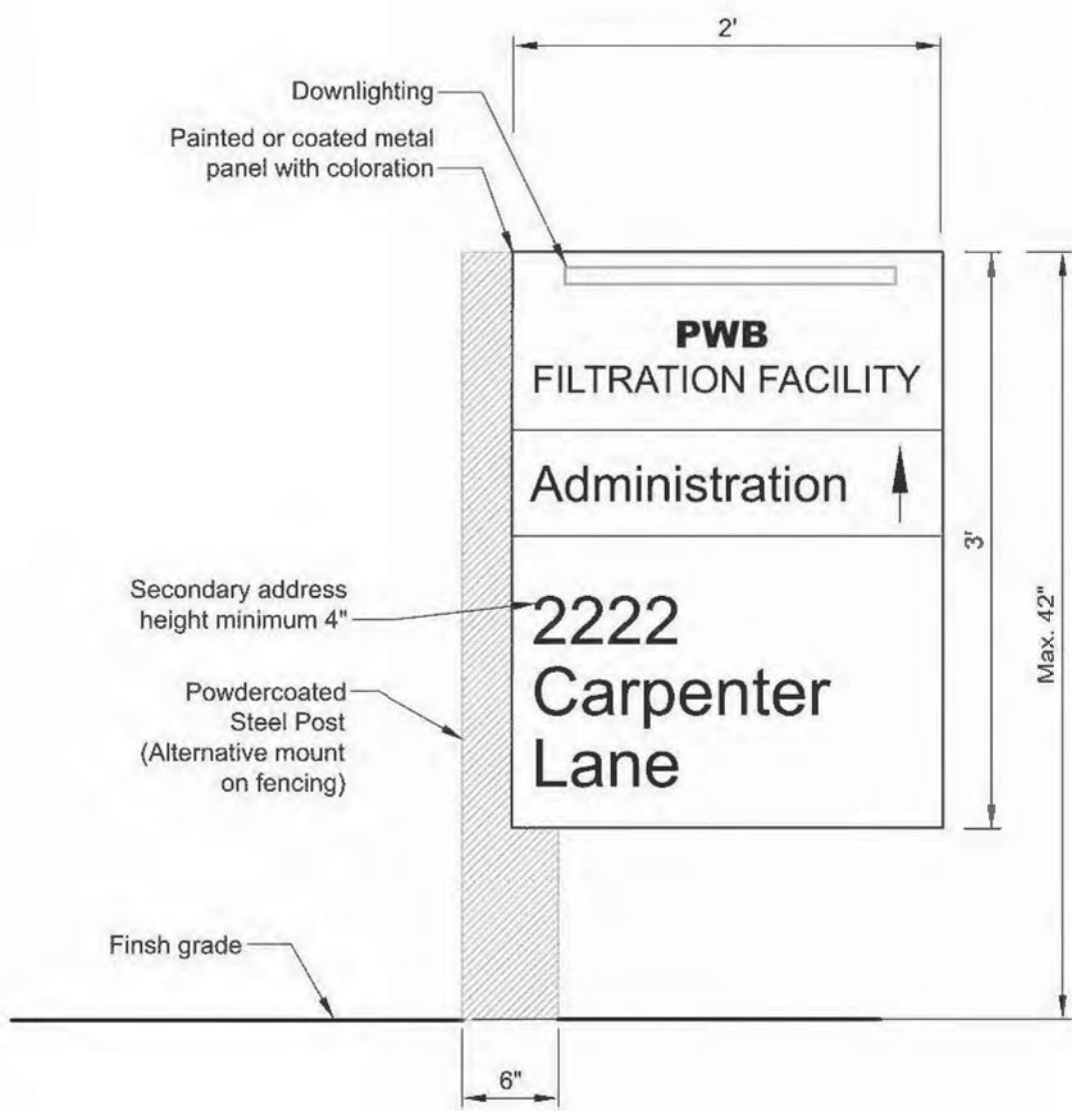 2'
Downlighting
Painted or coated metal
panel with coloration
PWB
FILTRATION FACILITY
Administration
3'
Max. 42"
Secondary address
height minimum 4"
2222
Carpenter
Lane
Powdercoated
Steel Post
(Alternative mount
on fencing)
Finsh grade
6"